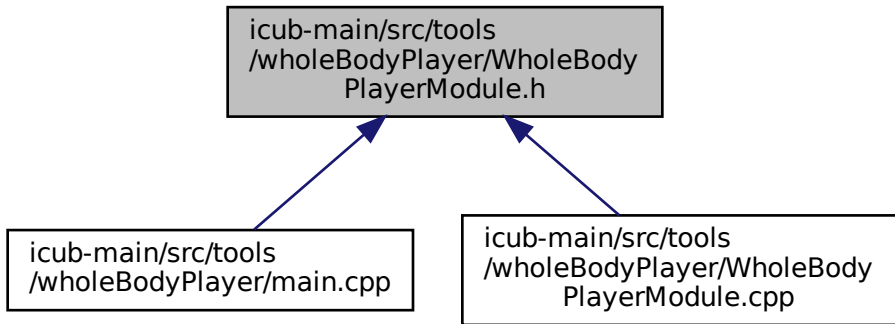 icub-main/src/tools
/wholeBodyPlayer/WholeBody
PlayerModule.h
icub-main/src/tools
/wholeBodyPlayer/main.cpp
icub-main/src/tools
/wholeBodyPlayer/WholeBody
PlayerModule.cpp